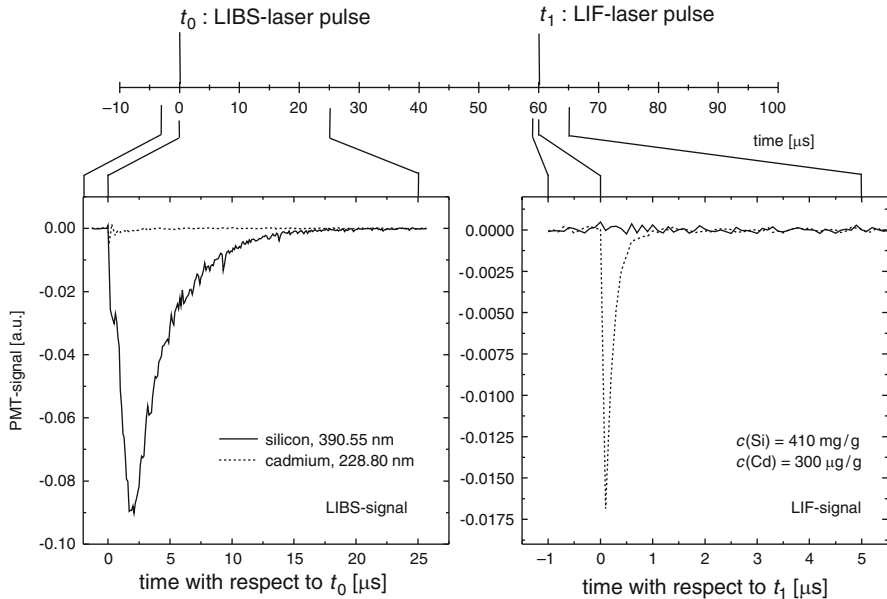 t0 : LIBS-laser pulse
t1 : LIF-laser pulse
–10 0 10 20 30 40 50 60 70 80 90 100
time [μs]
0.00
-0.02
-0.04
-0.06
-0.08
-0.10
PMT-signal [a.u.]
silicon, 390.55 nm
cadmium, 228.80 nm
LIBS-signal
0 5 10 15 20 25
time with respect to t0 [μs]
0.0000
-0.0025
-0.0050
-0.0075
-0.0100
-0.0125
-0.0150
-0.0175
c(Si) = 410 mg/g
c(Cd) = 300 μg/g
LIF-signal
–1 0 1 2 3 4 5
time with respect to t1 [μs]